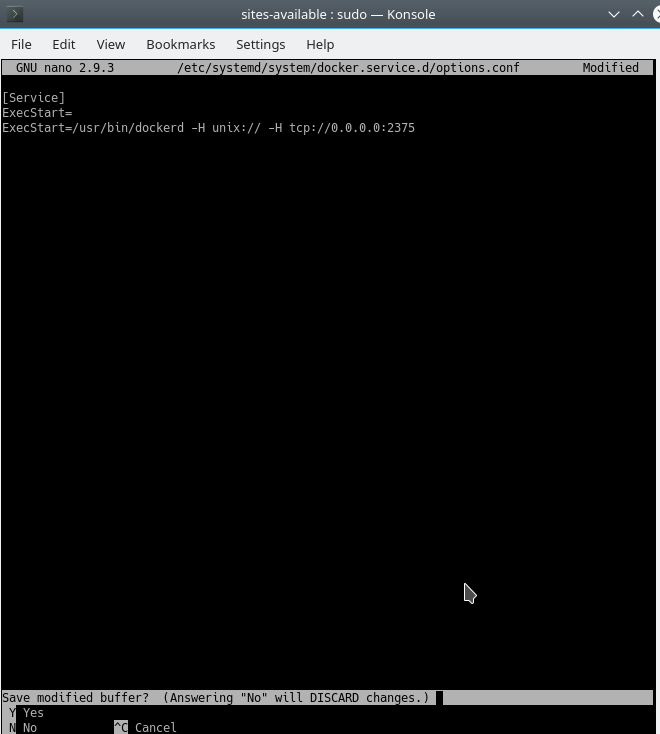 sites-available : sudo — Konsole
File Edit View Bookmarks Settings Help
GNU nano 2.9.3 /etc/systemd/system/docker.service.d/options.conf Modified
[Service]
ExecStart=
ExecStart=/usr/bin/dockerd -H unix:// -H tcp://0.0.0.0:2375
Save modified buffer? (Answering "No" will DISCARD changes.)
Y Yes
N No ^C Cancel